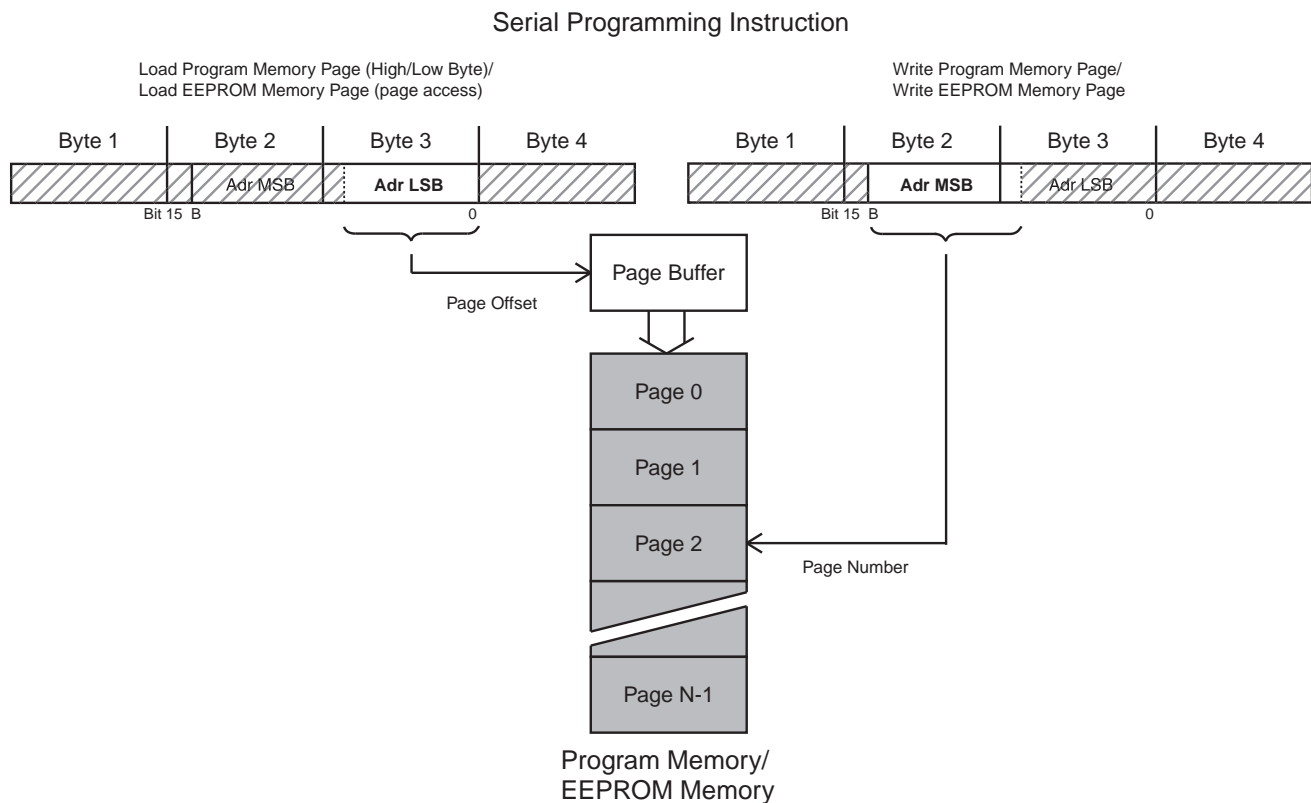 Serial Programming Instruction
Load Program Memory Page (High/Low Byte)/
Load EEPROM Memory Page (page access)
Write Program Memory Page/
Write EEPROM Memory Page
Byte 1 Byte 2 Byte 3 Byte 4
Byte 1 Byte 2 Byte 3 Byte 4
Adr MSB Adr LSB
Adr MSB Adr LSB
Bit 15 B 0
Bit 15 B 0
Page Buffer
Page Offset
Page 0
Page 1
Page 2
Page Number
Page N-1
Program Memory/
EEPROM Memory